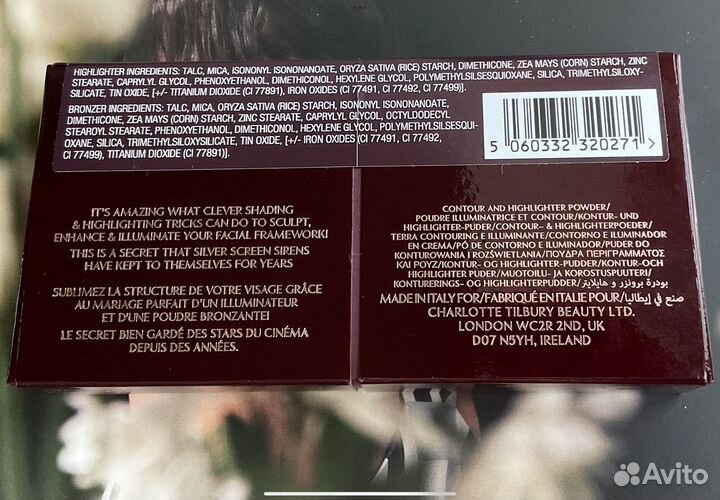 HIGHLIGHTER INGREDIENTS: TALC, MICA, ISONONYL ISONONANOATE, ORYZA SATIVA (RICE) STARCH, DIMETHICONE, ZEA MAYS (CORN) STARCH, ZINC
STEARATE, CAPRYLYL GLYCOL, PHENOXYETHANOL, DIMETHICONOL, HEXYLENE GLYCOL, POLYMETHYLSILSESQUIOXANE, SILICA, TRIMETHYLSILOXY-
SILICATE, TIN OXIDE, [+/- TITANIUM DIOXIDE (CI 77891), IRON OXIDES (CI 77491, CI 77492, CI 77499)].
BRONZER INGREDIENTS: TALC, MICA, ORYZA SATIVA (RICE) STARCH, ISONONYL ISONONANOATE,
DIMETHICONE, ZEA MAYS (CORN) STARCH, ZINC STEARATE, CAPRYLYL GLYCOL, OCTYLDODECYL
STEAROYL STEARATE, PHENOXYETHANOL, DIMETHICONOL, HEXYLENE GLYCOL, POLYMETHYLSILSESQUI-
OXANE, SILICA, TRIMETHYLSILOXYSILICATE, TIN OXIDE, [+/- IRON OXIDES (CI 77491, CI 77492,
CI 77499), TITANIUM DIOXIDE (CI 77891)].
5 060332 320271 >
IT'S AMAZING WHAT CLEVER SHADING
& HIGHLIGHTING TRICKS CAN DO TO SCULPT,
ENHANCE & ILLUMINATE YOUR FACIAL FRAMEWORK!
THIS IS A SECRET THAT SILVER SCREEN SIRENS
HAVE KEPT TO THEMSELVES FOR YEARS
SUBLIMEZ LA STRUCTURE DE VOTRE VISAGE GRÂCE
AU MARIAGE PARFAIT D'UN ILLUMINATEUR
ET D'UNE POUDRE BRONZANTE!
LE SECRET BIEN GARDÉ DES STARS DU CINÉMA
DEPUIS DES ANNÉES.
CONTOUR AND HIGHLIGHTER POWDER/
POUDRE ILLUMINATRICE ET CONTOUR/KONTUR- UND
HIGHLIGHTER-PUDER/CONTOUR- & HIGHLIGHTERPOEDER/
TERRA CONTOURING E ILLUMINANTE/CONTORNO E ILUMINADOR
EN CREMA/PÓ DE CONTORNO E ILUMINADOR/PUDER DO
KONTUROWANIA I ROZŚWIETLANIA/ΠΟΥΔΡΑ ΠΕΡΙΓΡΑΜΜΑΤΟΣ
ΚΑΙ ΡΟΥΖ/KONTUR- OG HIGHLIGHTER-PUDDER/KONTUR-OCH
HIGHLIGHTER PUDER/MUOTOILU- JA KOROSTUSPUUTERI/
KONTURERINGS- OG HIGHLIGHTERPUDDER/بودرة برونزر و هايلايتر
MADE IN ITALY FOR/FABRIQUÉ EN ITALIE POUR/صنع في إيطاليا
CHARLOTTE TILBURY BEAUTY LTD.
LONDON WC2R 2ND, UK
D07 N5YH, IRELAND
Avito